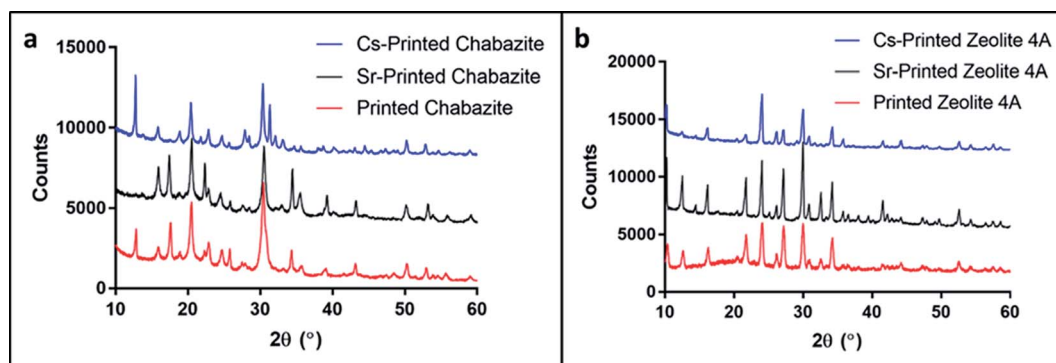 a
Cs-Printed Chabazite
Sr-Printed Chabazite
Printed Chabazite
15000
10000
5000
0
Counts
10 20 30 40 50 60
2θ (°)
b
Cs-Printed Zeolite 4A
Sr-Printed Zeolite 4A
Printed Zeolite 4A
20000
15000
10000
5000
0
Counts
10 20 30 40 50 60
2θ (°)